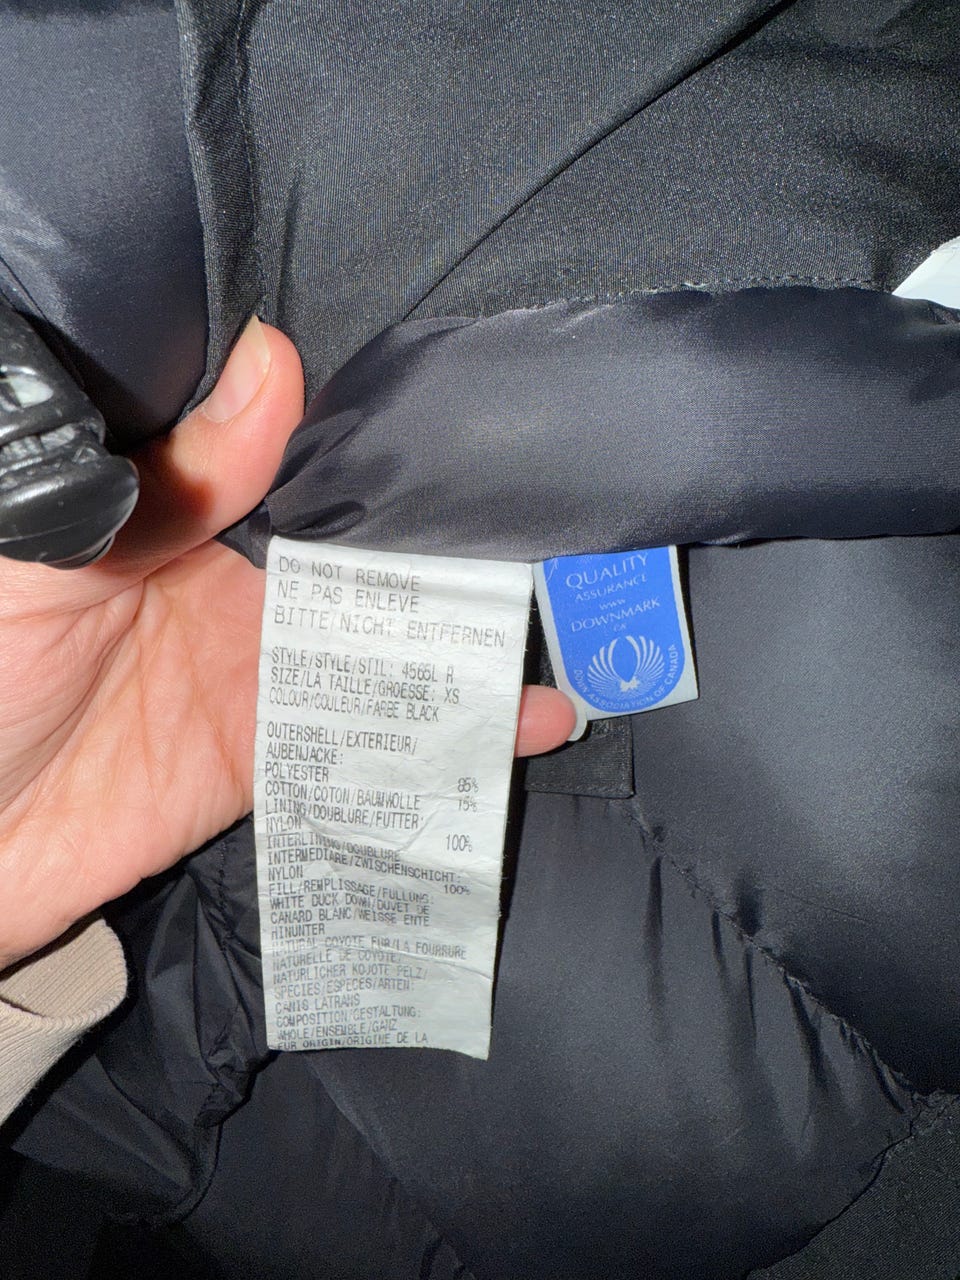 DO NOT REMOVE
NE PAS ENLEVE
BITTE NICHT ENTFERNEN
STYLE/STYLE/STIL: 4565L R
SIZE/LA TAILLE/GROESSE: XS
COLOUR/COULEUR/FARBE BLACK
OUTERSHELL/EXTERIEUR/
AUBENJACKE:
POLYESTER 85%
COTTON/COTON/BAUMWOLLE 15%
LINING/DOUBLURE/FUTTER:
NYLON 100%
INTERLINING/DOUBLURE
INTERMEDIARE/ZWISCHENSCHICHT:
NYLON 100%
FILL/REMPLISSAGE/FULLUNG:
WHITE DUCK DOWN/DUVET DE
CANARD BLANC/WEISSE ENTE
HINUNTER
NATURAL COYOTE FUR/LA FOURRURE
NATURELLE DE COYOTE/
NATURLICHER KOJOTE PELZ/
SPECIES/ESPECES/ARTEN:
CANIS LATRANS
COMPOSITION/GESTALTUNG:
WHOLE/ENSEMBLE/GANZ
FUR ORIGIN/ORIGINE DE LA
QUALITY
ASSURANCE
www
DOWNMARK
CA
DOWN ASSOCIATION OF CANADA